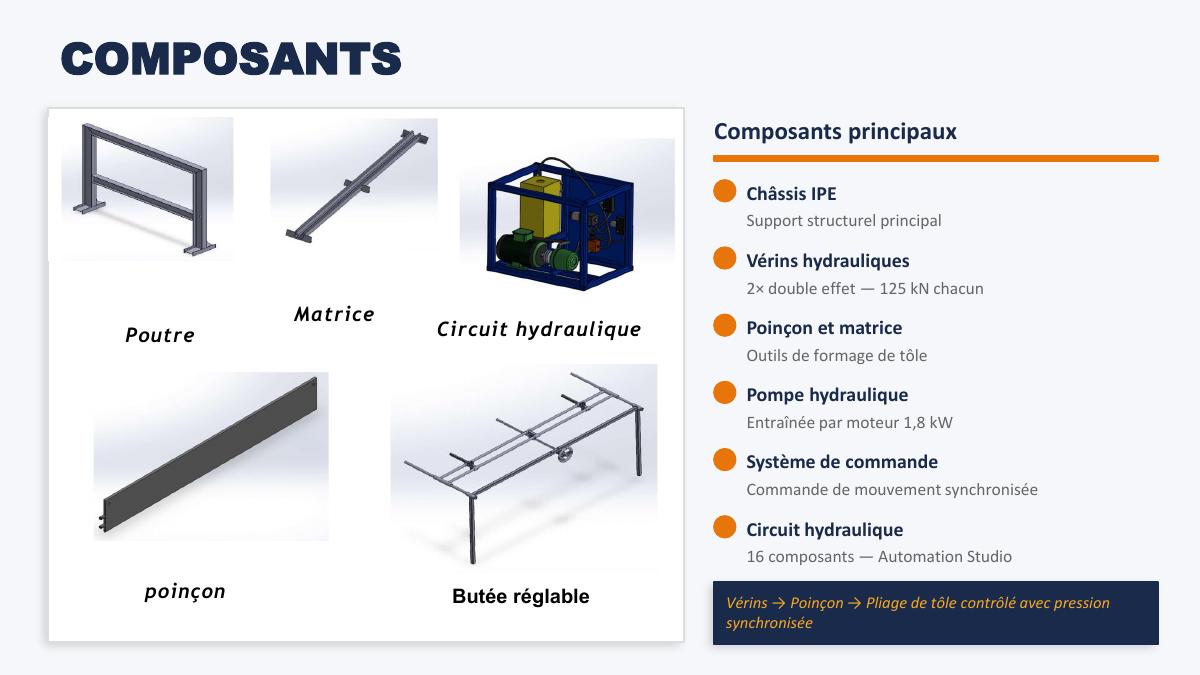 COMPOSANTS
Poutre
Matrice
Circuit hydraulique
poinçon
Butée réglable
Composants principaux
Châssis IPE
Support structurel principal
Vérins hydrauliques
2× double effet — 125 kN chacun
Poinçon et matrice
Outils de formage de tôle
Pompe hydraulique
Entraînée par moteur 1,8 kW
Système de commande
Commande de mouvement synchronisée
Circuit hydraulique
16 composants — Automation Studio
Vérins → Poinçon → Pliage de tôle contrôlé avec pression
synchronisée